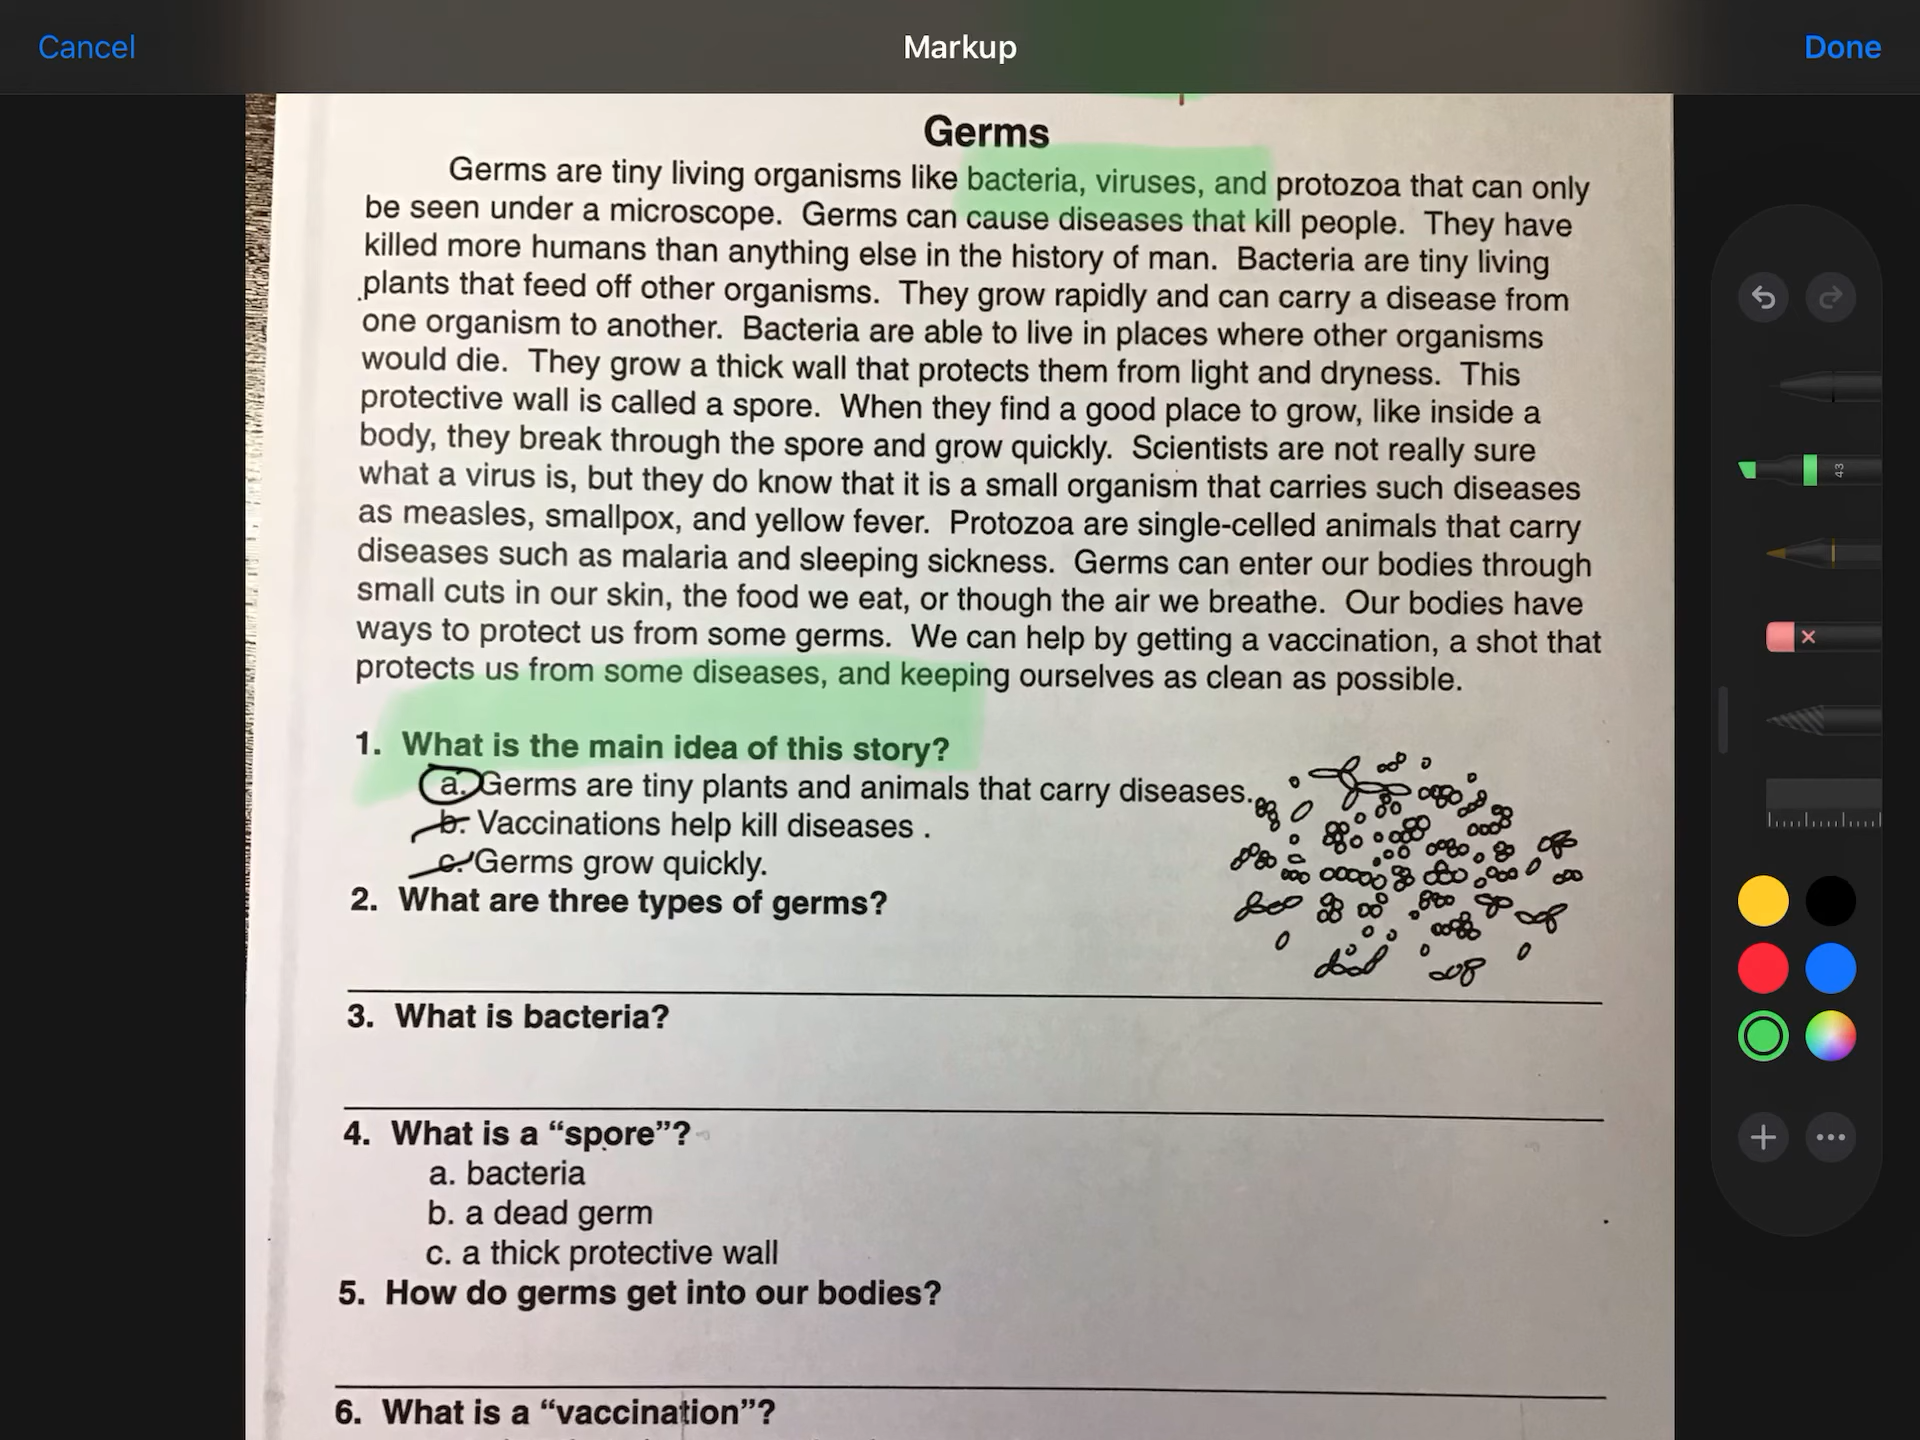 Cancel
Markup
Done
Germs
Germs are tiny living organisms like bacteria, viruses, and protozoa that can only
be seen under a microscope. Germs can cause diseases that kill people. They have
killed more humans than anything else in the history of man. Bacteria are tiny living
plants that feed off other organisms. They grow rapidly and can carry a disease from
one organism to another. Bacteria are able to live in places where other organisms
would die. They grow a thick wall that protects them from light and dryness. This
protective wall is called a spore. When they find a good place to grow, like inside a
body, they break through the spore and grow quickly. Scientists are not really sure
what a virus is, but they do know that it is a small organism that carries such diseases
as measles, smallpox, and yellow fever. Protozoa are single-celled animals that carry
diseases such as malaria and sleeping sickness. Germs can enter our bodies through
small cuts in our skin, the food we eat, or though the air we breathe. Our bodies have
ways to protect us from some germs. We can help by getting a vaccination, a shot that
protects us from some diseases, and keeping ourselves as clean as possible.
1. What is the main idea of this story?
a. Germs are tiny plants and animals that carry diseases.
b. Vaccinations help kill diseases .
c. Germs grow quickly.
2. What are three types of germs?
3. What is bacteria?
4. What is a “spore”?
a. bacteria
b. a dead germ
c. a thick protective wall
5. How do germs get into our bodies?
6. What is a “vaccination”?
43